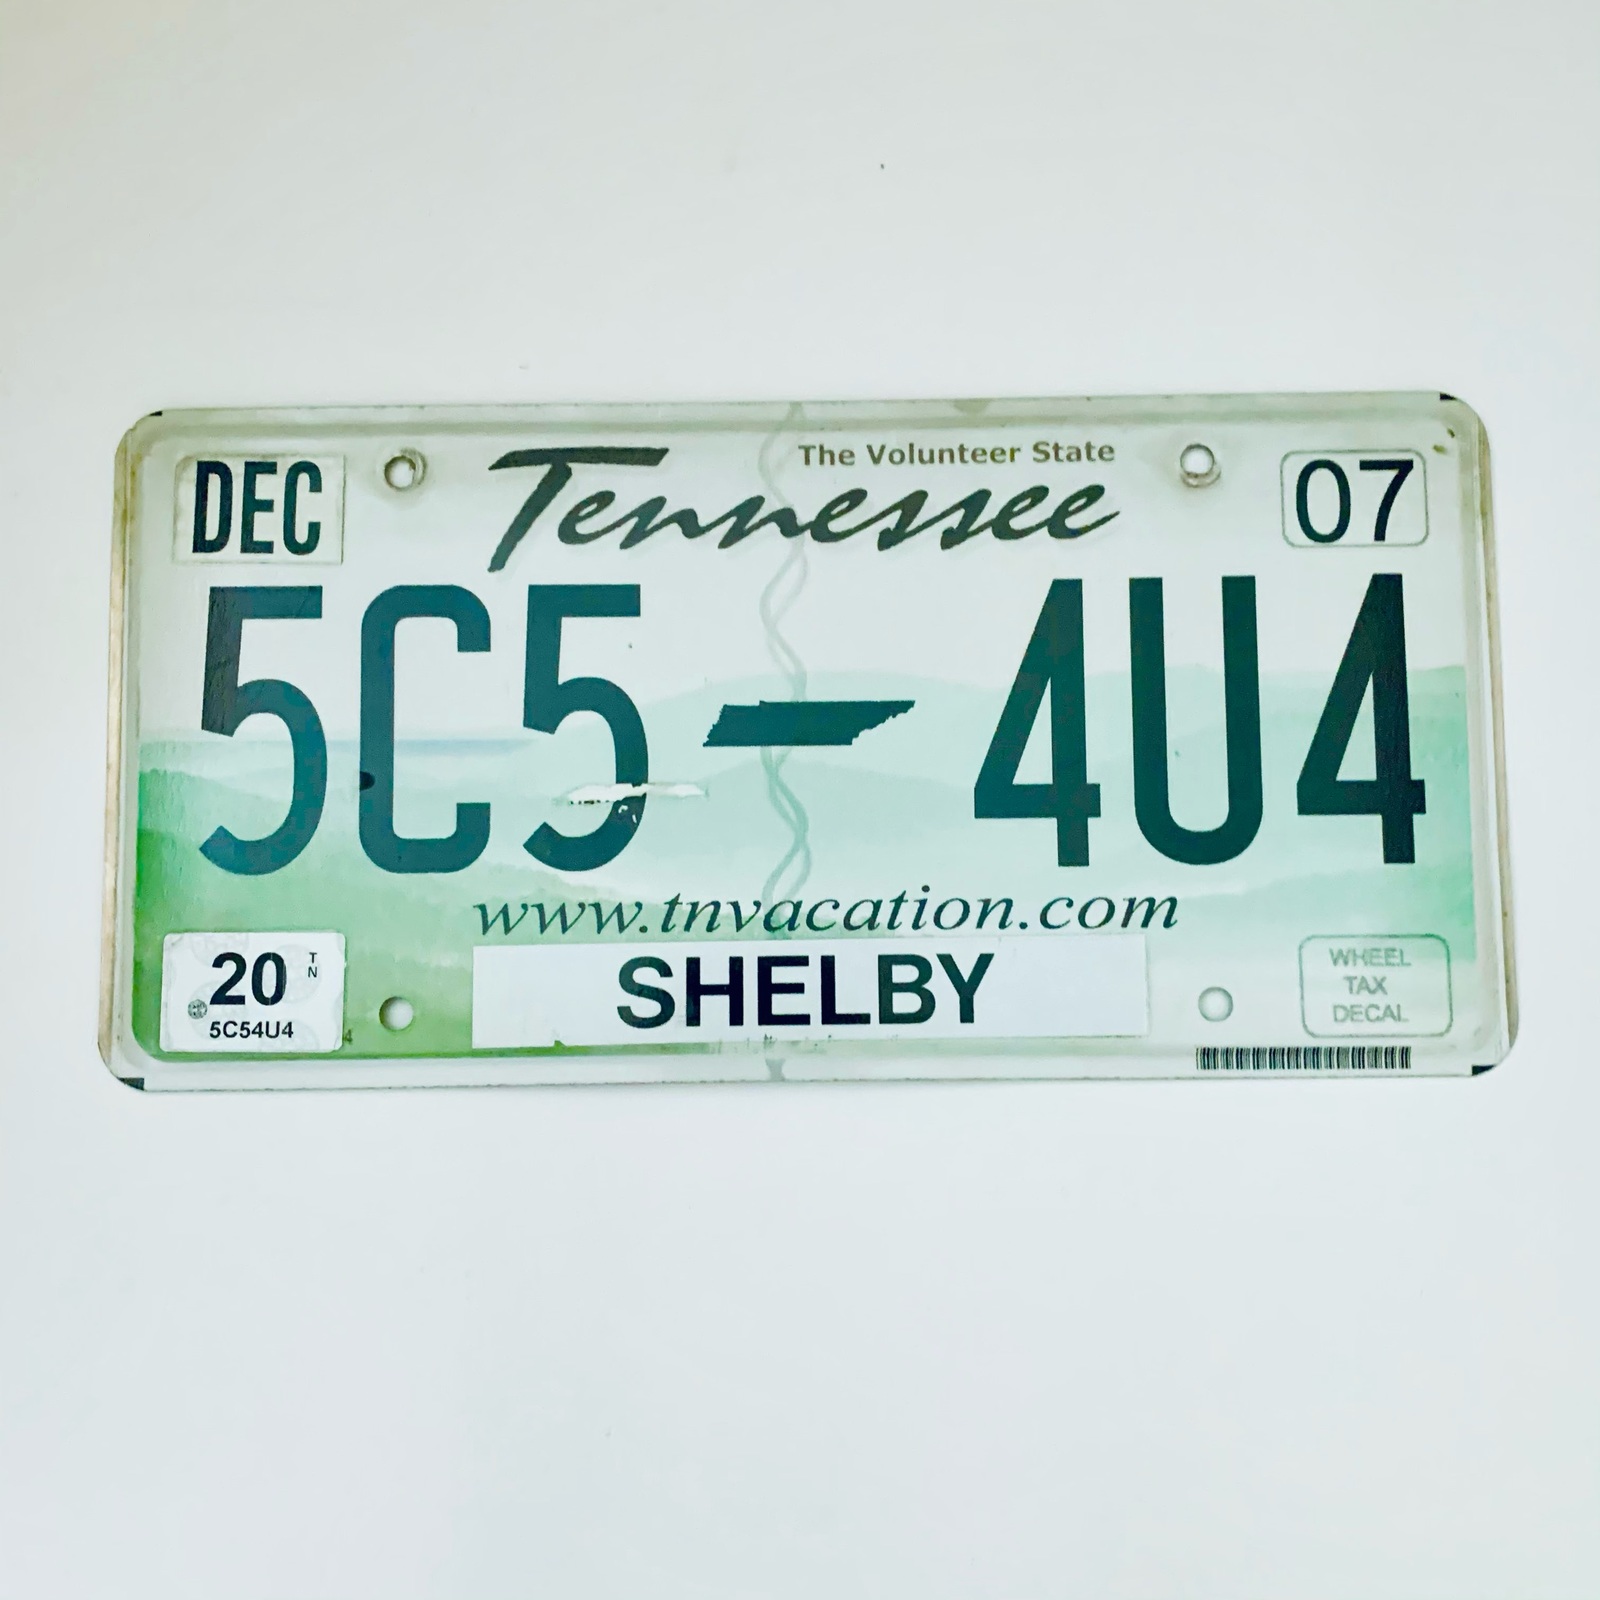 DEC
The Volunteer State
07
Tennessee
5C5 4U4
www.tnvacation.com
20 TN
5C54U4
SHELBY
WHEEL
TAX
DECAL